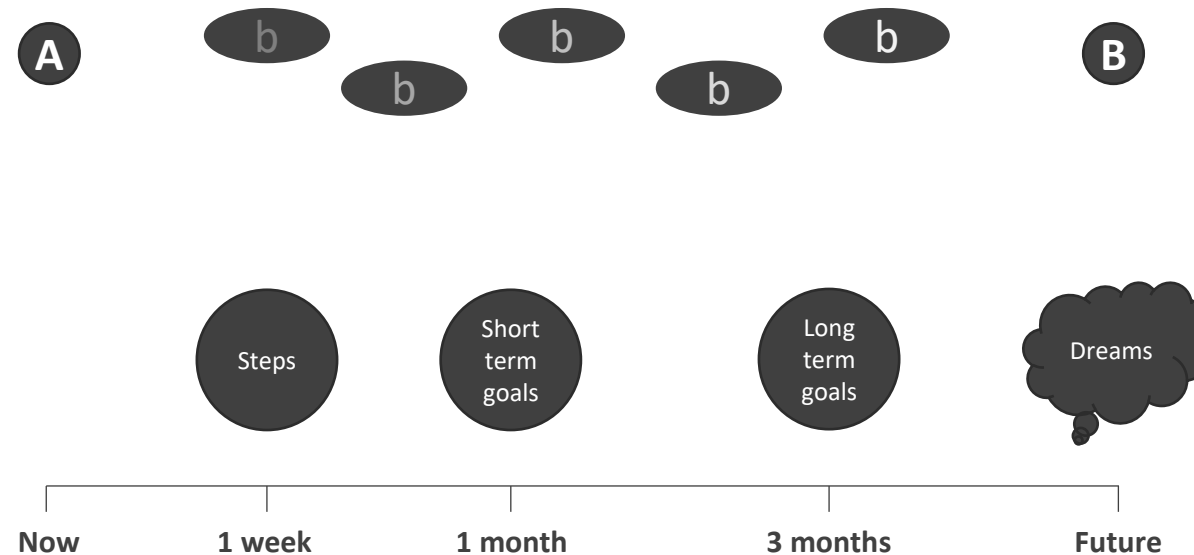 A
b
b
b
b
b
B
Steps
Short
term
goals
Long
term
goals
Dreams
Now
1 week
1 month
3 months
Future